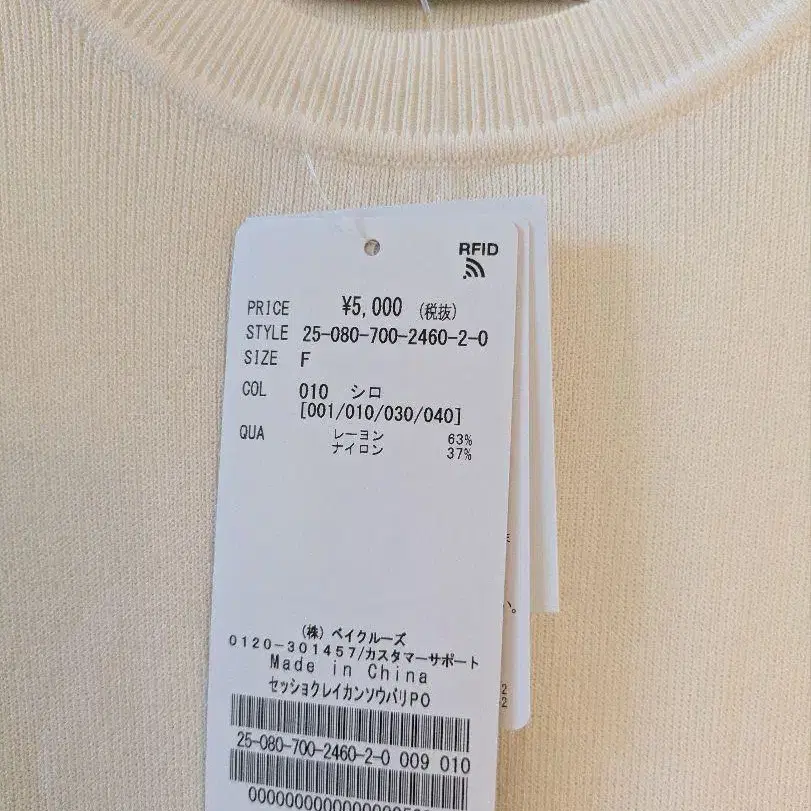 RFID
PRICE ¥5,000 (税抜)
STYLE 25-080-700-2460-2-0
SIZE F
COL 010 シロ
[001/010/030/040]
QUA レーヨン 63%
ナイロン 37%
(株) ベイクルーズ
0120-301457/カスタマーサポート
Made in China
セッショクレイカンソウバリPO
25-080-700-2460-2-0 009 010